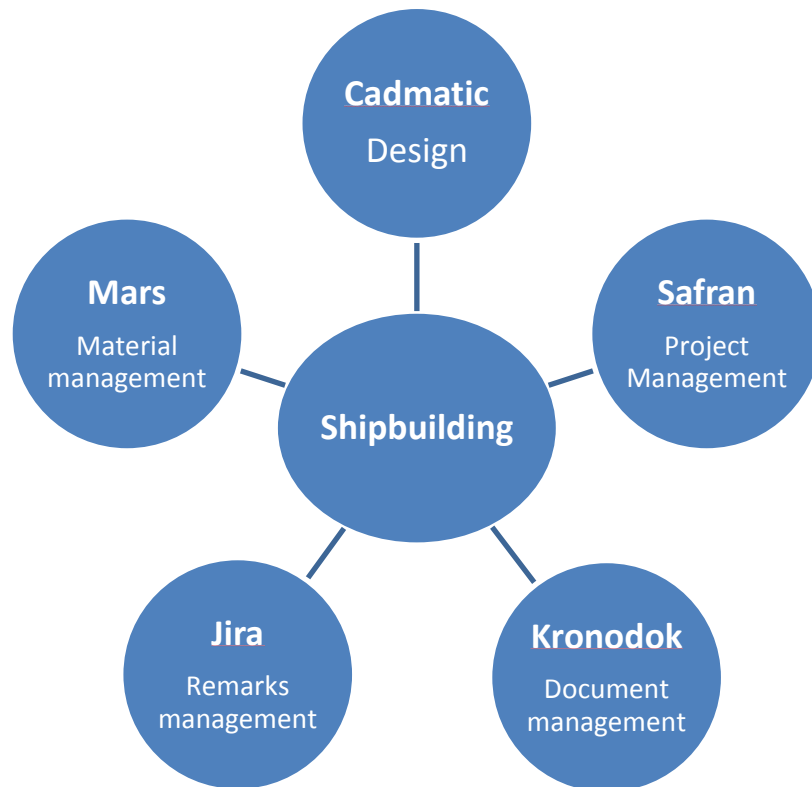 Cadmatic
Design
Mars
Material
management
Safran
Project
Management
Shipbuilding
Jira
Remarks
management
Kronodok
Document
management